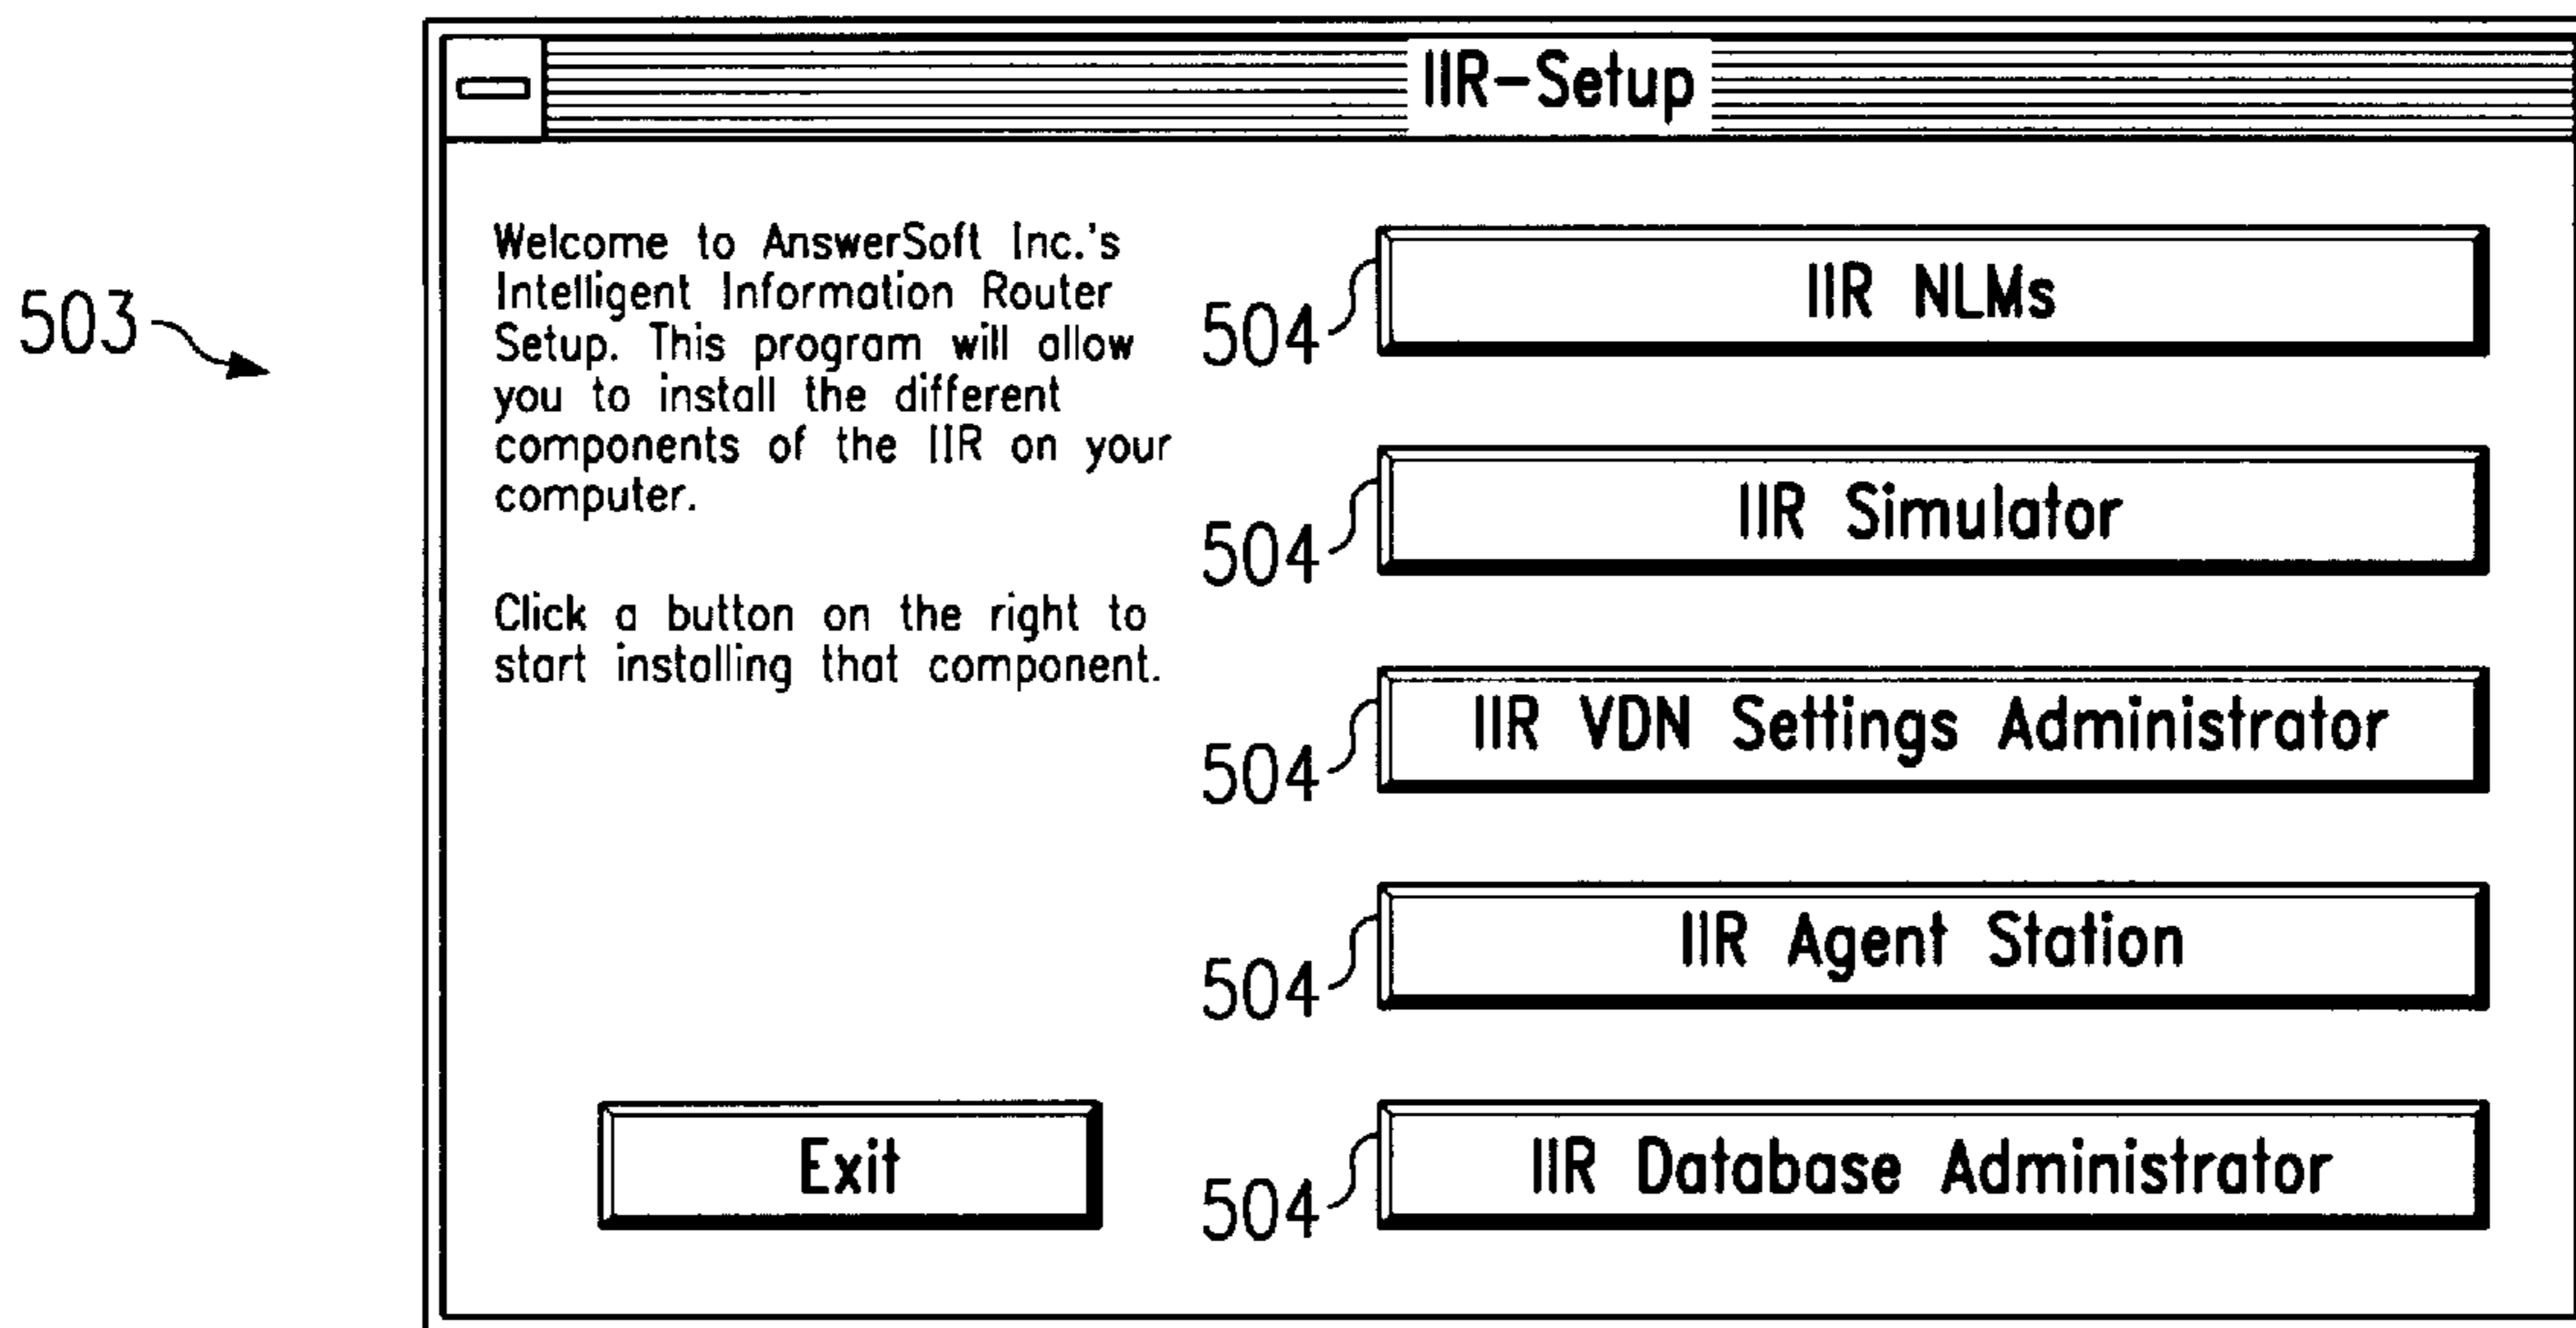 IIR-Setup
503
Welcome to AnswerSoft Inc.'s
Intelligent Information Router
Setup. This program will allow
you to install the different
components of the IIR on your
computer.
Click a button on the right to
start installing that component.
Exit
504 IIR NLMs
504 IIR Simulator
504 IIR VDN Settings Administrator
504 IIR Agent Station
504 IIR Database Administrator